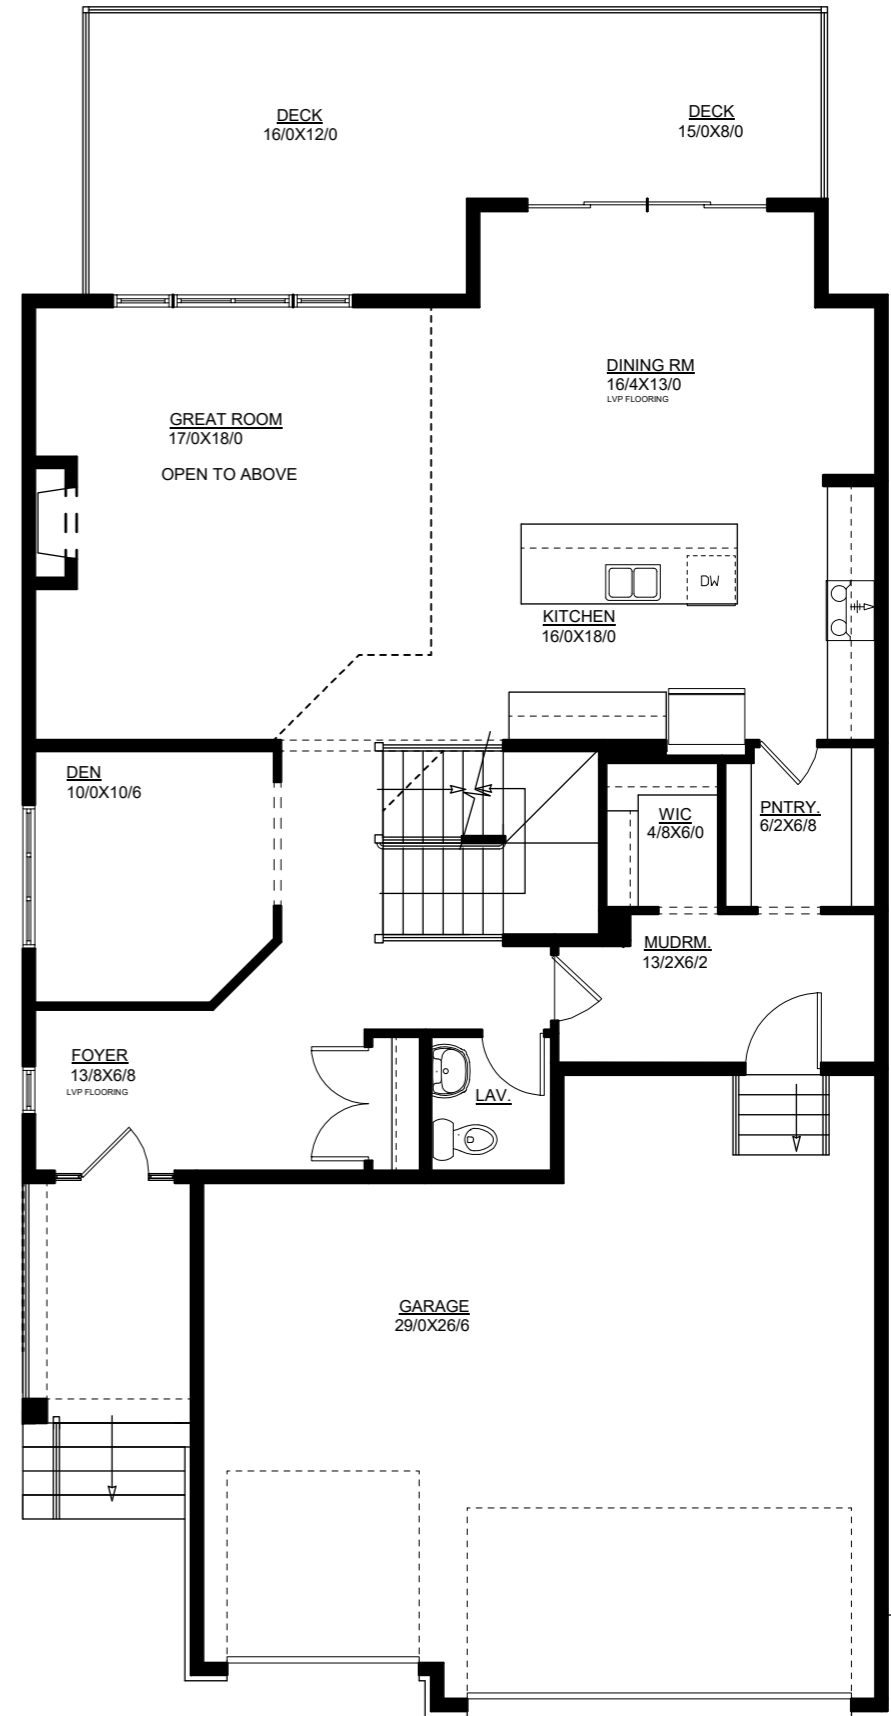 DECK
16/0X12/0
DECK
15/0X8/0
DINING RM
16/4X13/0
LVP FLOORING
GREAT ROOM
17/0X18/0
OPEN TO ABOVE
DW
KITCHEN
16/0X18/0
DEN
10/0X10/6
WIC
4/8X6/0
PNTRY.
6/2X6/8
MUDRM.
13/2X6/2
FOYER
13/8X6/8
LVP FLOORING
LAV.
GARAGE
29/0X26/6